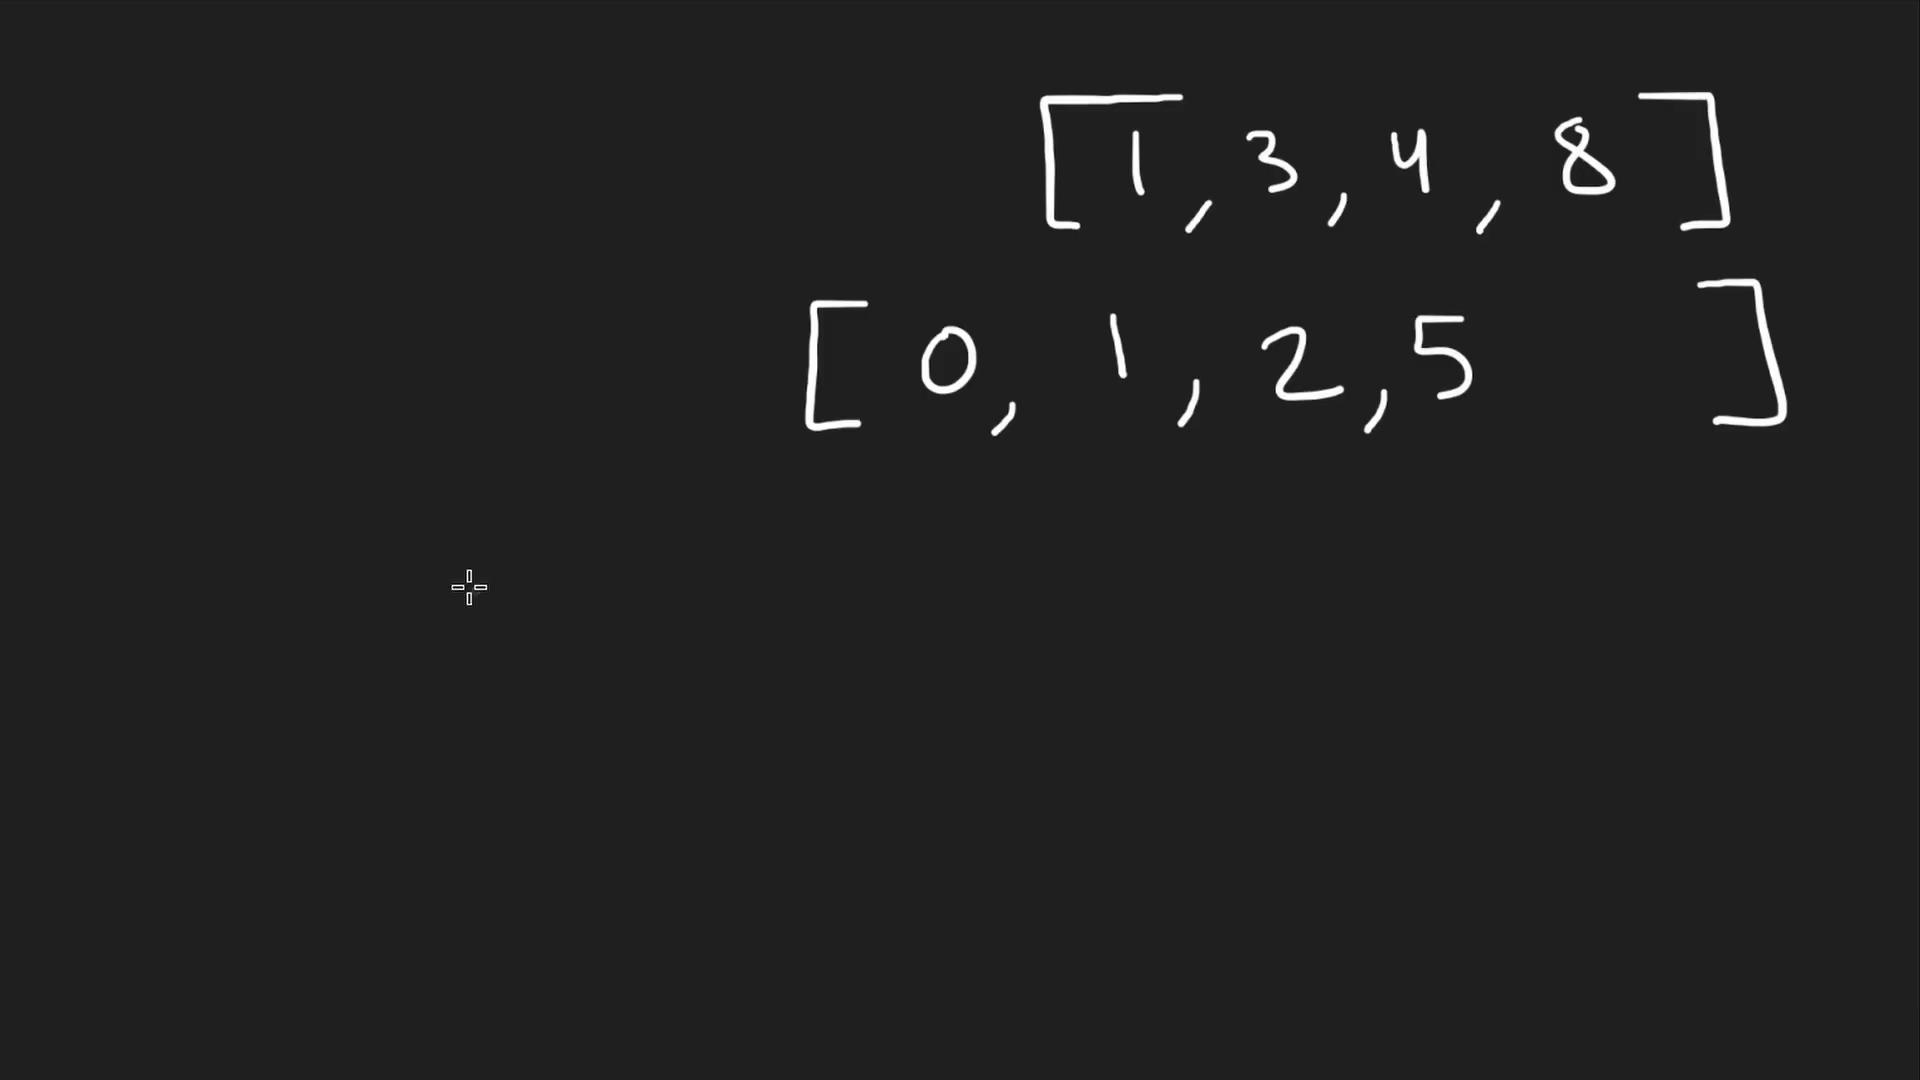 [1, 3, 4, 8]
[0, 1, 2, 5]